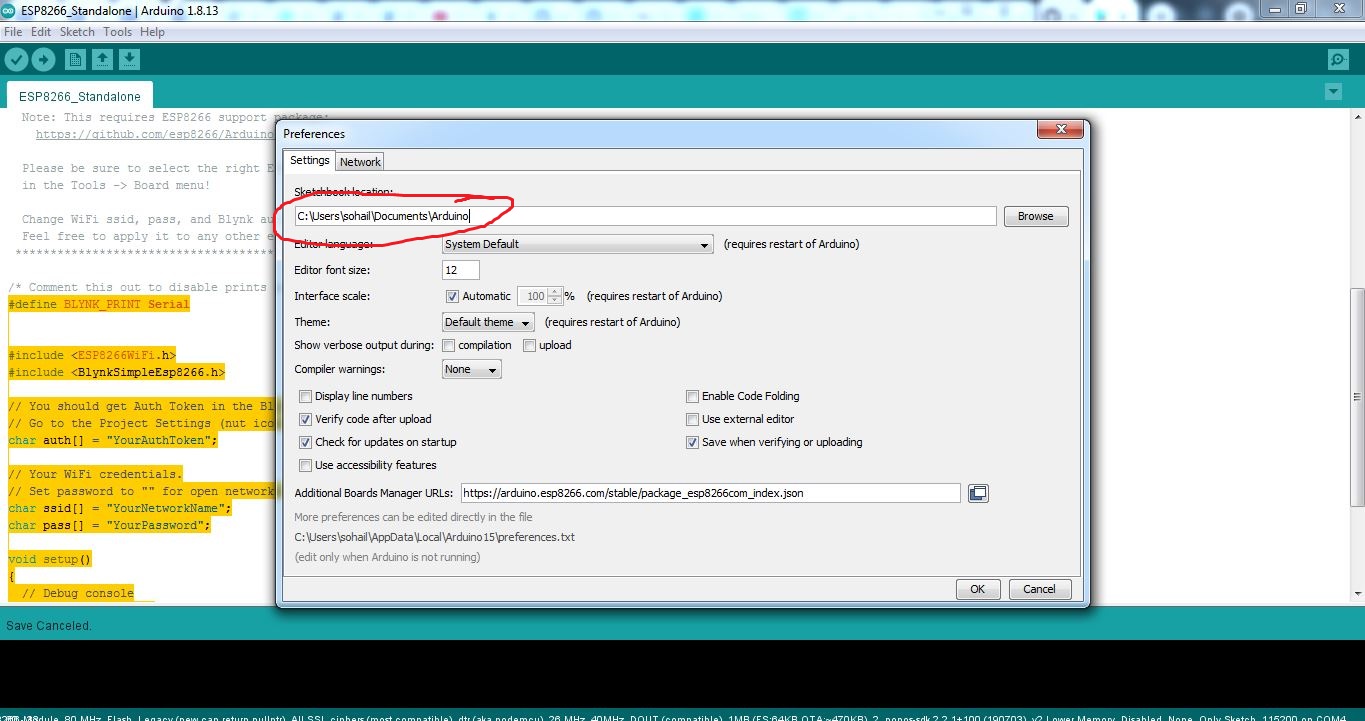 ESP8266_Standalone | Arduino 1.8.13
File Edit Sketch Tools Help
ESP8266_Standalone
Note: This requires ESP8266 support package:
https://github.com/esp8266/Arduino
Please be sure to select the right E
in the Tools -> Board menu!
Change WiFi ssid, pass, and Blynk au
Feel free to apply it to any other e
*************************************
/* Comment this out to disable prints
#define BLYNK_PRINT Serial
#include <ESP8266WiFi.h>
#include <BlynkSimpleEsp8266.h>
// You should get Auth Token in the Bl
// Go to the Project Settings (nut ico
char auth[] = "YourAuthToken";
// Your WiFi credentials.
// Set password to "" for open network
char ssid[] = "YourNetworkName";
char pass[] = "YourPassword";
void setup()
{
// Debug console
Preferences
Settings Network
Sketchbook location:
C:\Users\sohail\Documents\Arduino
Browse
Editor language: System Default (requires restart of Arduino)
Editor font size: 12
Interface scale: Automatic 100 % (requires restart of Arduino)
Theme: Default theme (requires restart of Arduino)
Show verbose output during: compilation upload
Compiler warnings: None
Display line numbers Enable Code Folding
Verify code after upload Use external editor
Check for updates on startup Save when verifying or uploading
Use accessibility features
Additional Boards Manager URLs: https://arduino.esp8266.com/stable/package_esp8266com_index.json
More preferences can be edited directly in the file
C:\Users\sohail\AppData\Local\Arduino15\preferences.txt
(edit only when Arduino is not running)
OK Cancel
Save Canceled.
Module, 80 MHz, Flash, Legacy (new can return nullptr), All SSL ciphers (most compatible), dtr (aka nodemcu), 26 MHz, 40MHz, DOUT (compatible), 1MB (FS:64KB OTA:~470KB), 2, nonos-sdk 2.2.1+100 (190703), v2 Lower Memory, Disabled, None, Only Sketch, 115200 on COM4